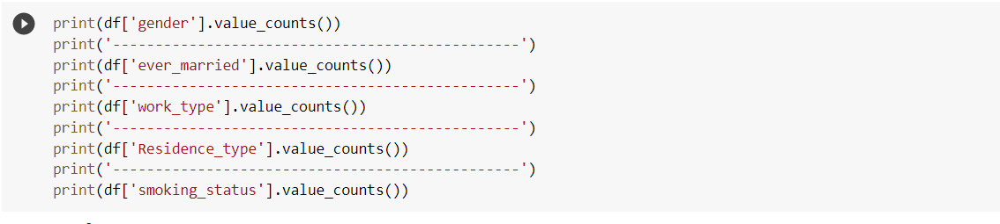 print(df['gender'].value_counts())
print('------------------------------------------------')
print(df['ever_married'].value_counts())
print('------------------------------------------------')
print(df['work_type'].value_counts())
print('------------------------------------------------')
print(df['Residence_type'].value_counts())
print('------------------------------------------------')
print(df['smoking_status'].value_counts())